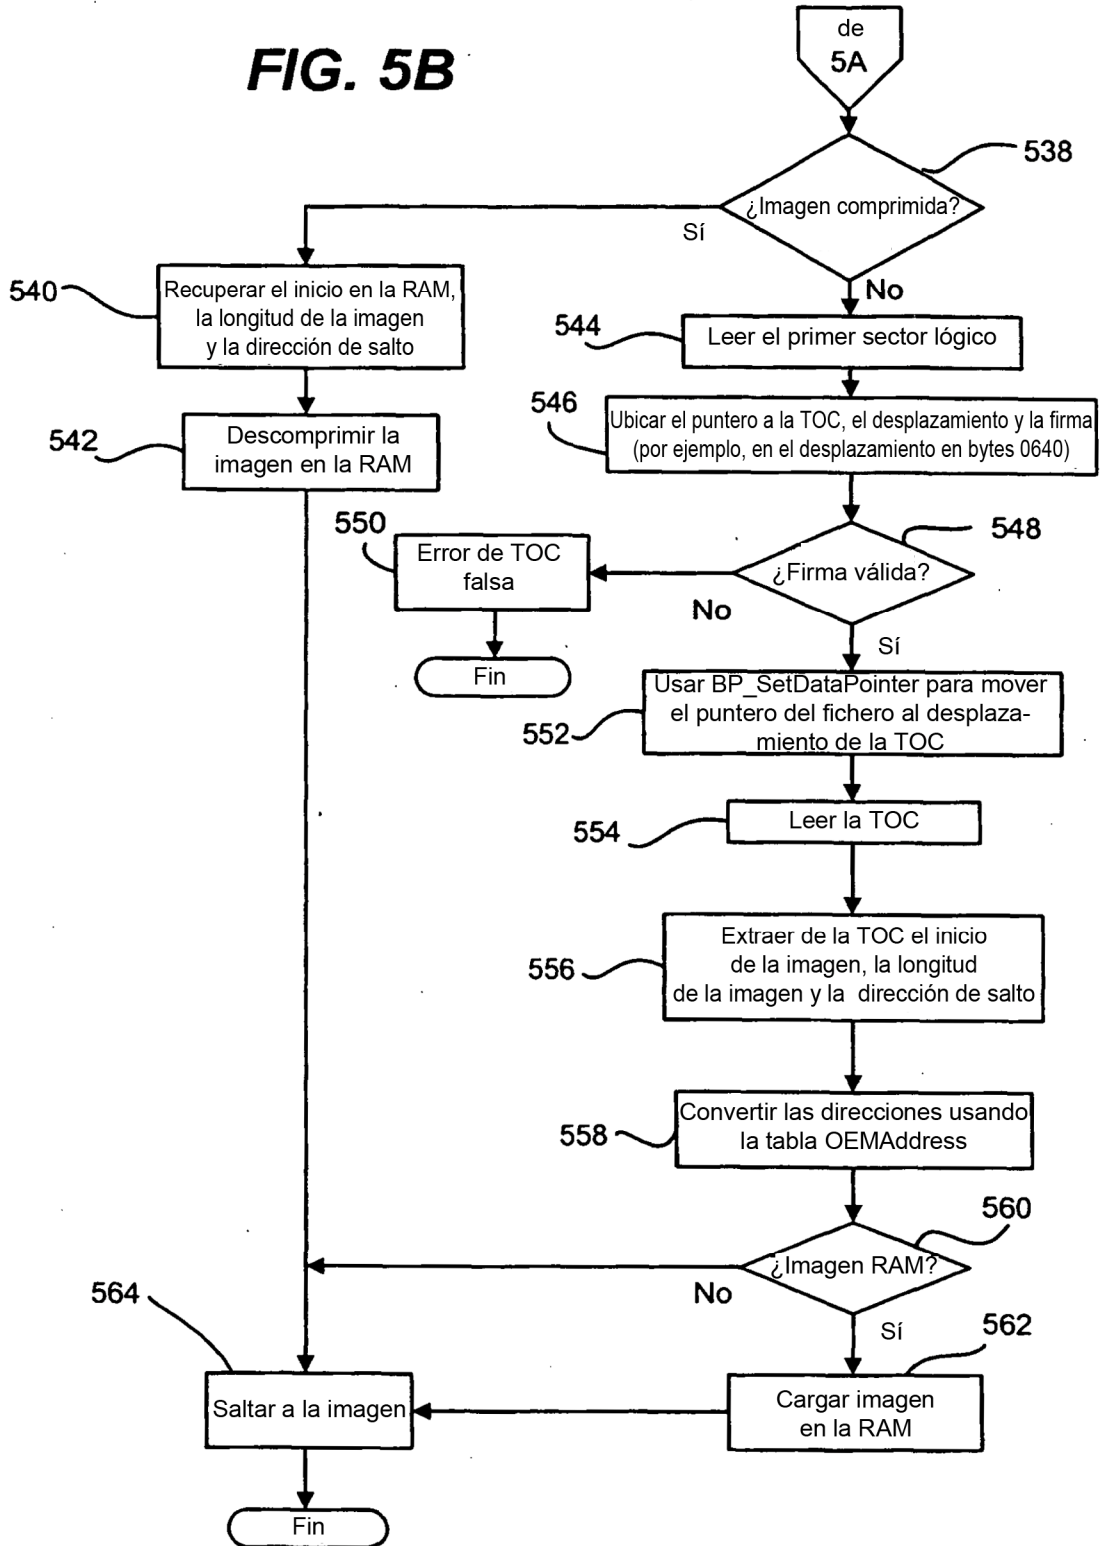 FIG. 5B
de
5A
538
¿Imagen comprimida?
Sí
No
540
Recuperar el inicio en la RAM,
la longitud de la imagen
y la dirección de salto
544
Leer el primer sector lógico
546
Ubicar el puntero a la TOC, el desplazamiento y la firma
(por ejemplo, en el desplazamiento en bytes 0640)
542
Descomprimir la
imagen en la RAM
550
Error de TOC
falsa
548
¿Firma válida?
No
Sí
Fin
552
Usar BP_SetDataPointer para mover
el puntero del fichero al desplaza-
miento de la TOC
554
Leer la TOC
556
Extraer de la TOC el inicio
de la imagen, la longitud
de la imagen y la dirección de salto
558
Convertir las direcciones usando
la tabla OEMAddress
560
¿Imagen RAM?
No
Sí
564
Saltar a la imagen
562
Cargar imagen
en la RAM
Fin